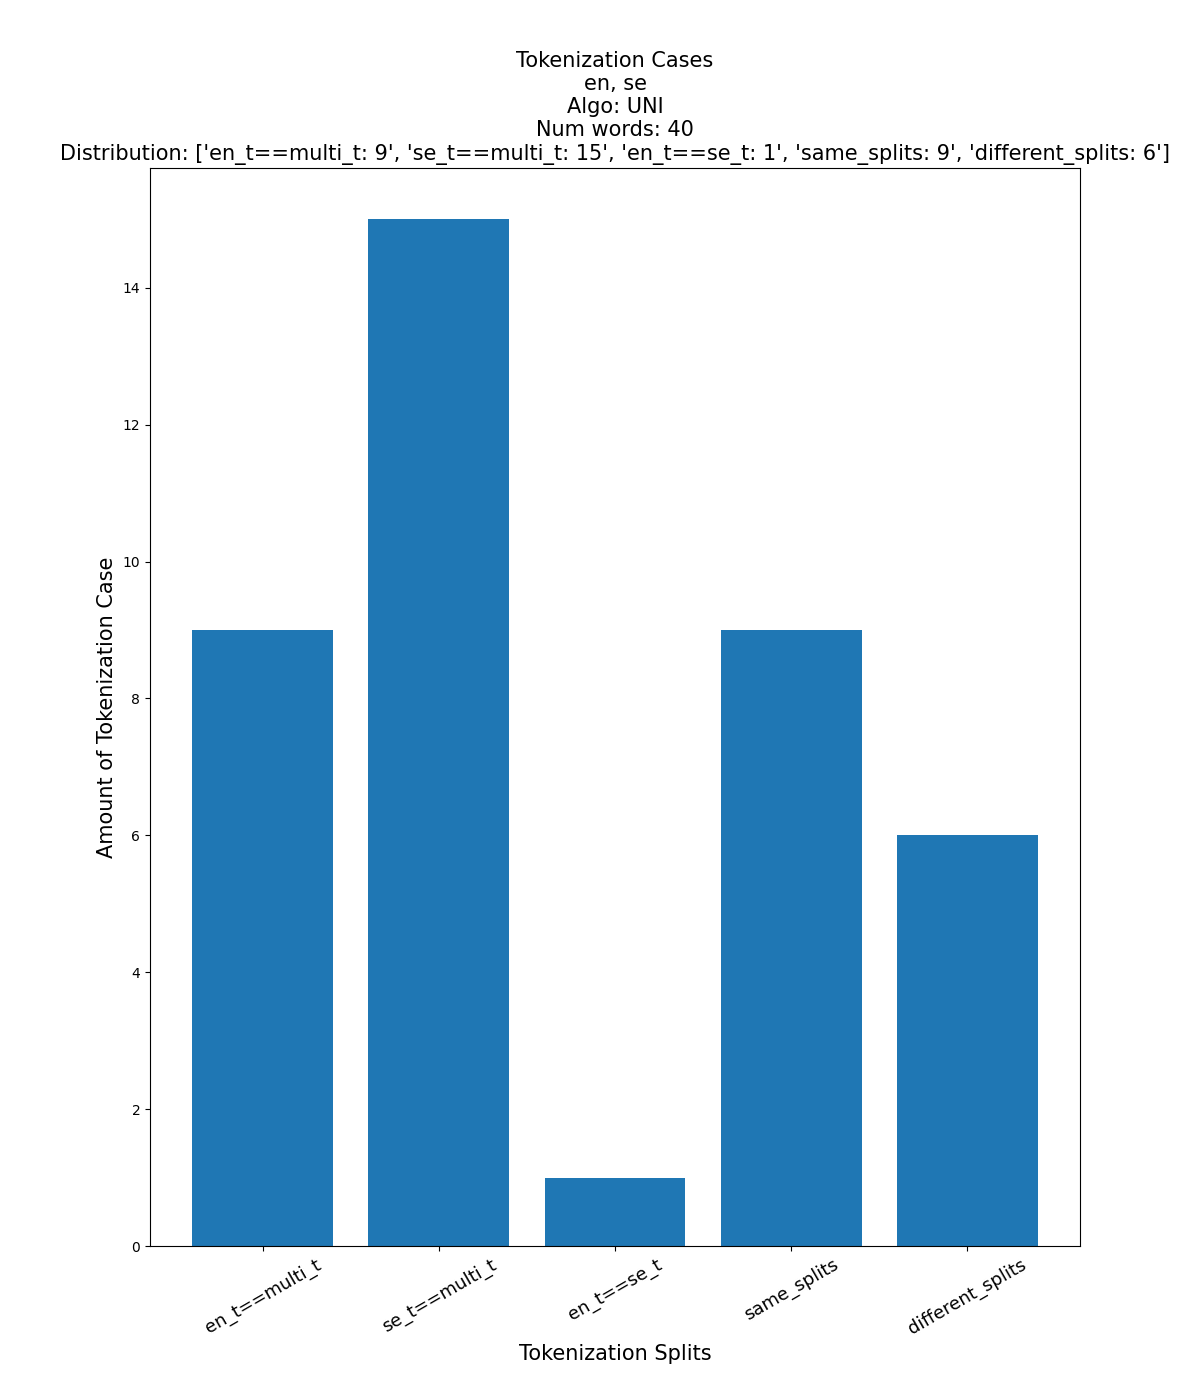 Tokenization Cases
en, se
Algo: UNI
Num words: 40
Distribution: ['en_t==multi_t: 9', 'se_t==multi_t: 15', 'en_t==se_t: 1', 'same_splits: 9', 'different_splits: 6']
Amount of Tokenization Case
14
12
10
8
6
4
2
0
en_t==multi_t
se_t==multi_t
en_t==se_t
same_splits
different_splits
Tokenization Splits